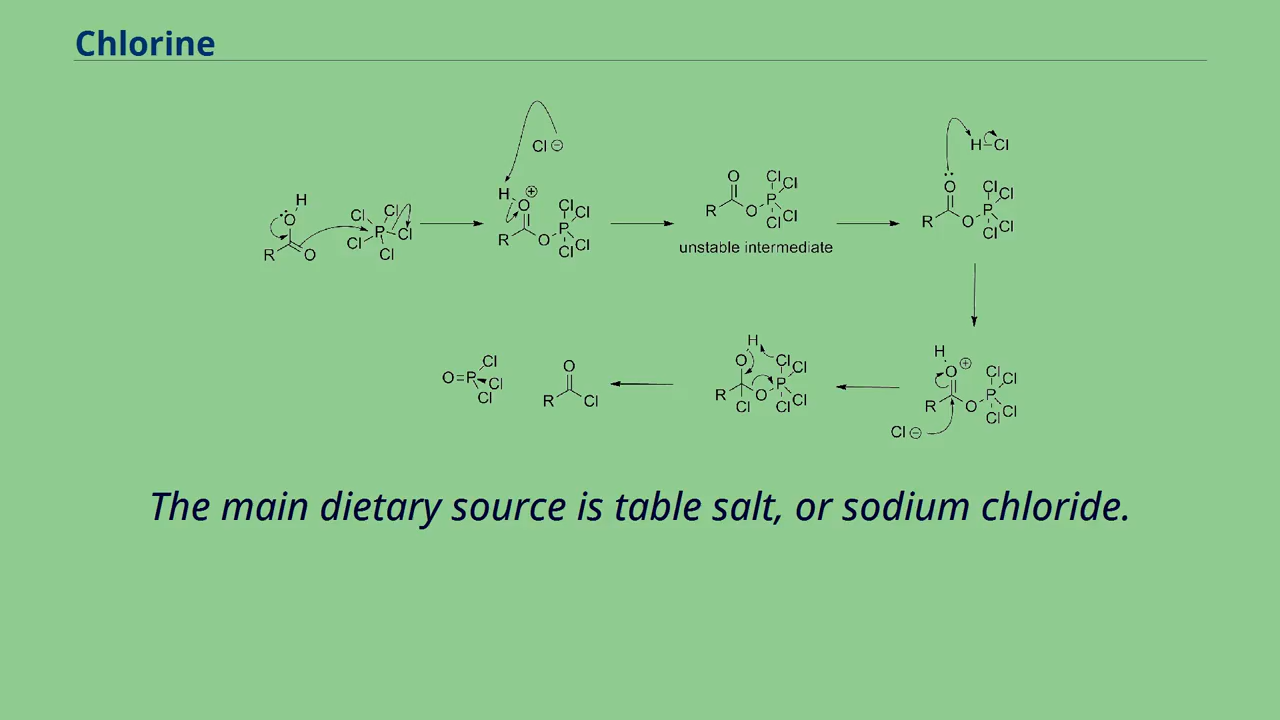 Chlorine
Cl ⊖
H–Cl
H
O
R
O
Cl
Cl
P
Cl
Cl
Cl
H
⊕
O
R
O
P
Cl
Cl
Cl
Cl
O
R
O
P
Cl
Cl
Cl
Cl
unstable intermediate
O
R
O
P
Cl
Cl
Cl
Cl
O=P
Cl
Cl
Cl
O
R
Cl
H
O
R
Cl
O
P
Cl
Cl
Cl
Cl
H
O
⊕
R
O
P
Cl
Cl
Cl
Cl
Cl ⊖
The main dietary source is table salt, or sodium chloride.